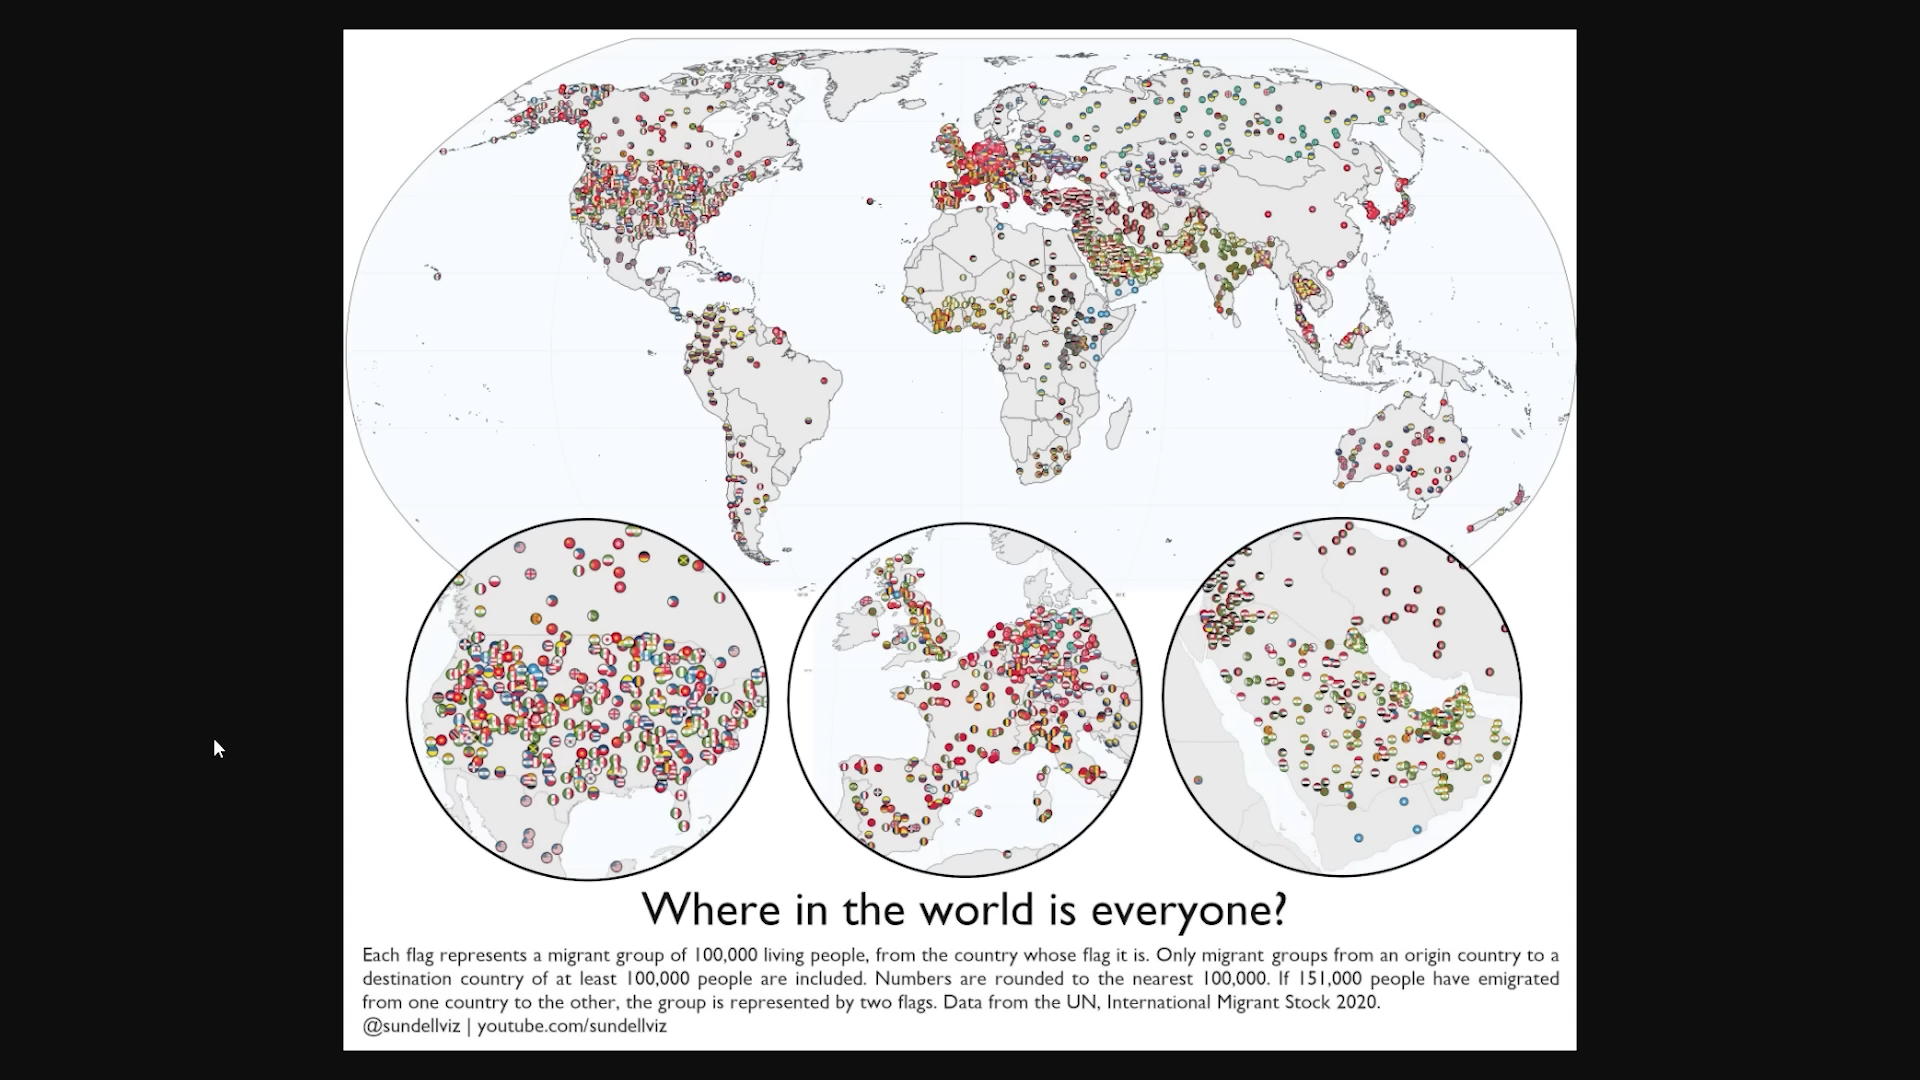 Where in the world is everyone?
Each flag represents a migrant group of 100,000 living people, from the country whose flag it is. Only migrant groups from an origin country to a
destination country of at least 100,000 people are included. Numbers are rounded to the nearest 100,000. If 151,000 people have emigrated
from one country to the other, the group is represented by two flags. Data from the UN, International Migrant Stock 2020.
@sundellviz | youtube.com/sundellviz